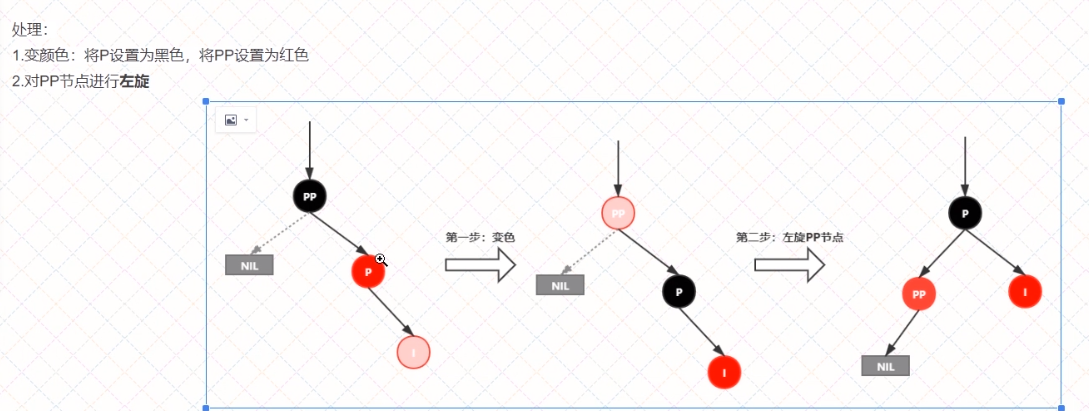 处理：
1.变颜色：将P设置为黑色，将PP设置为红色
2.对PP节点进行左旋
PP
NIL
P
I
第一步：变色
PP
NIL
P
I
第二步：左旋PP节点
P
PP
I
NIL